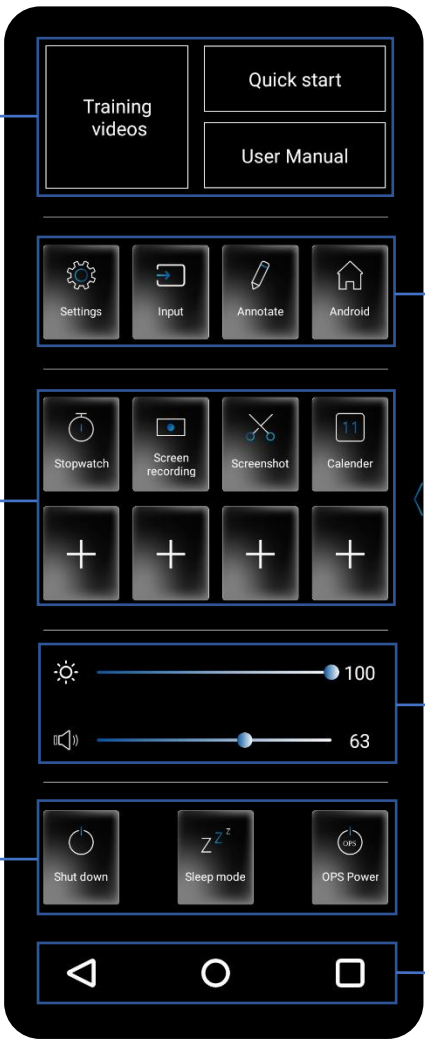 Training
videos
Quick start
User Manual
Settings
Input
Annotate
Android
Stopwatch
Screen
recording
Screenshot
11
Calender
100
63
Shut down
Z Z Z
Sleep mode
OPS
OPS Power